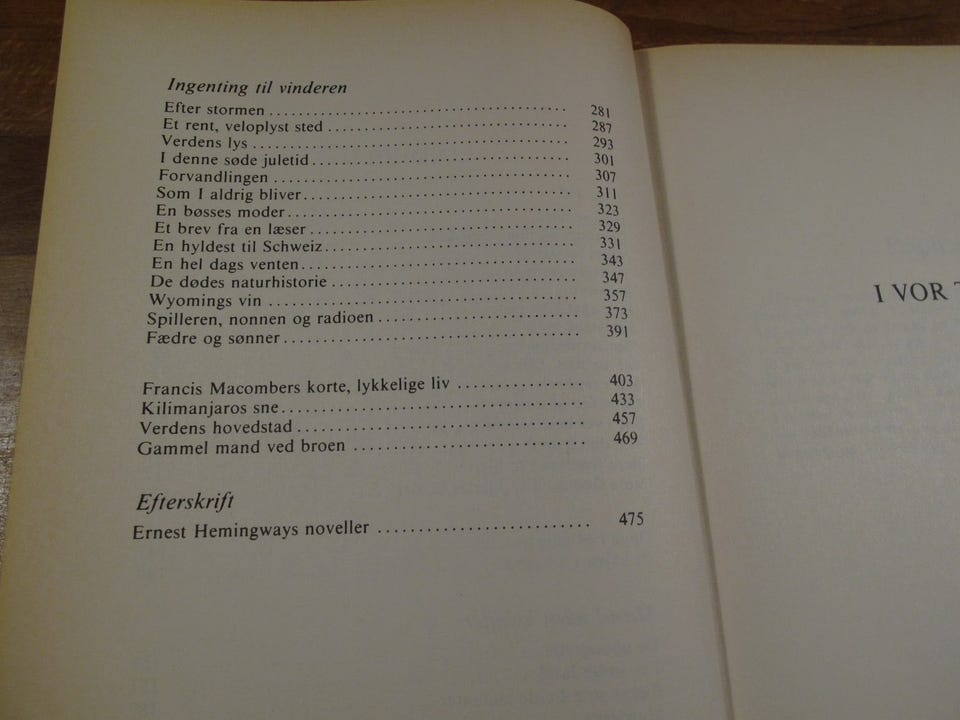 Ingenting til vinderen
Efter stormen ........................................ 281
Et rent, veloplyst sted ................................ 287
Verdens lys .......................................... 293
I denne søde juletid .................................. 301
Forvandlingen ....................................... 307
Som I aldrig bliver ................................... 311
En bøsses moder ..................................... 323
Et brev fra en læser ................................... 329
En hyldest til Schweiz ................................. 331
En hel dags venten .................................... 343
De dødes naturhistorie ................................ 347
Wyomings vin ........................................ 357
Spilleren, nonnen og radioen .......................... 373
Fædre og sønner ...................................... 391
Francis Macombers korte, lykkelige liv ................ 403
Kilimanjaros sne ...................................... 433
Verdens hovedstad .................................... 457
Gammel mand ved broen .............................. 469
Efterskrift
Ernest Hemingways noveller .......................... 475
I VOR